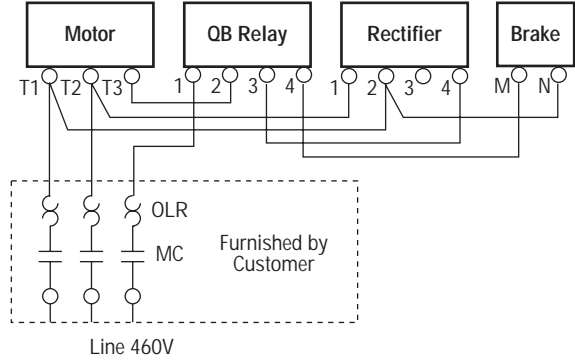 Motor QB Relay Rectifier Brake
T1 T2 T3 1 2 3 4 1 2 3 4 M N
OLR
MC
Furnished by
Customer
Line 460V